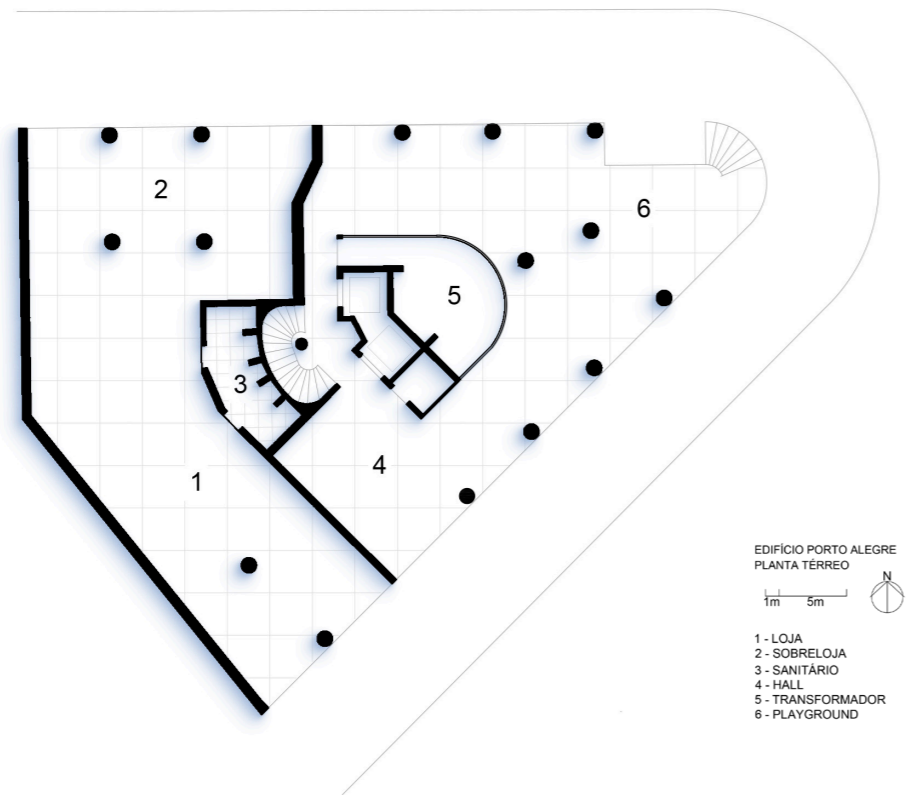 2
6
5
3
4
1
EDIFÍCIO PORTO ALEGRE
PLANTA TÉRREO
N
1m 5m
1 - LOJA
2 - SOBRELOJA
3 - SANITÁRIO
4 - HALL
5 - TRANSFORMADOR
6 - PLAYGROUND